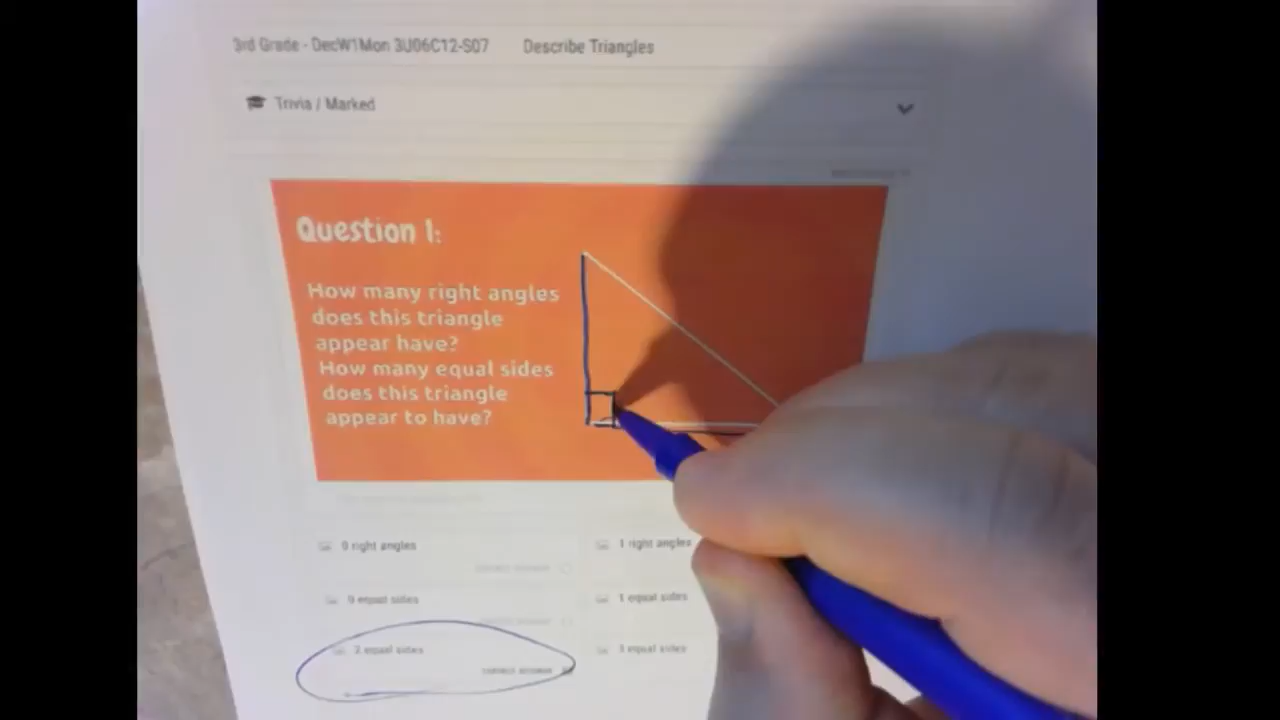 3rd Grade - DecW1Mon 3U06C12-S07 Describe Triangles
Trivia / Marked
Question 1:
How many right angles
does this triangle
appear have?
How many equal sides
does this triangle
appear to have?
0 right angles
1 right angles
0 equal sides
1 equal sides
2 equal sides
correct answer
3 equal sides